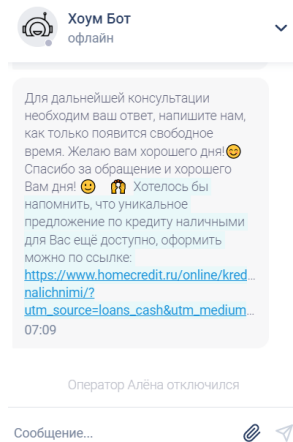 Хоум Бот
офлайн
Для дальнейшей консультации
необходим ваш ответ, напишите нам,
как только появится свободное
время. Желаю вам хорошего дня!😊
Спасибо за обращение и хорошего
Вам дня! 🙂 🙌 Хотелось бы
напомнить, что уникальное
предложение по кредиту наличными
для Вас ещё доступно, оформить
можно по ссылке:
https://www.homecredit.ru/online/kred...
nalichnimi/?
utm_source=loans_cash&utm_medium...
07:09
Оператор Алёна отключился
Сообщение...